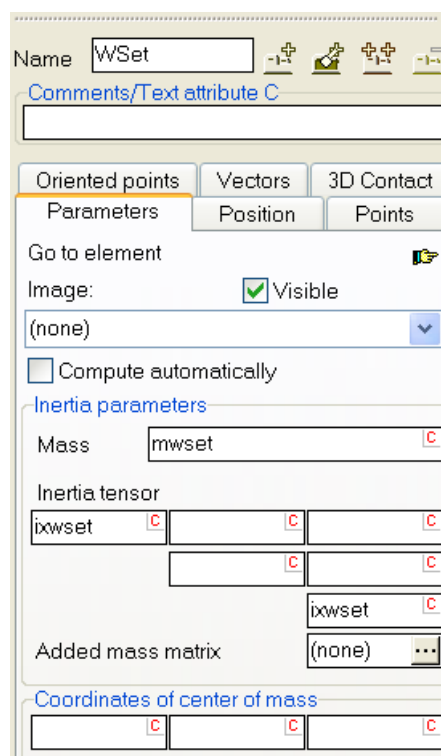 Name WSet
Comments/Text attribute C
Oriented points Vectors 3D Contact
Parameters Position Points
Go to element
Image: Visible
(none)
Compute automatically
Inertia parameters
Mass mwset C
Inertia tensor
ixwset C C C
C C
ixwset C
Added mass matrix (none) ...
Coordinates of center of mass
C C C